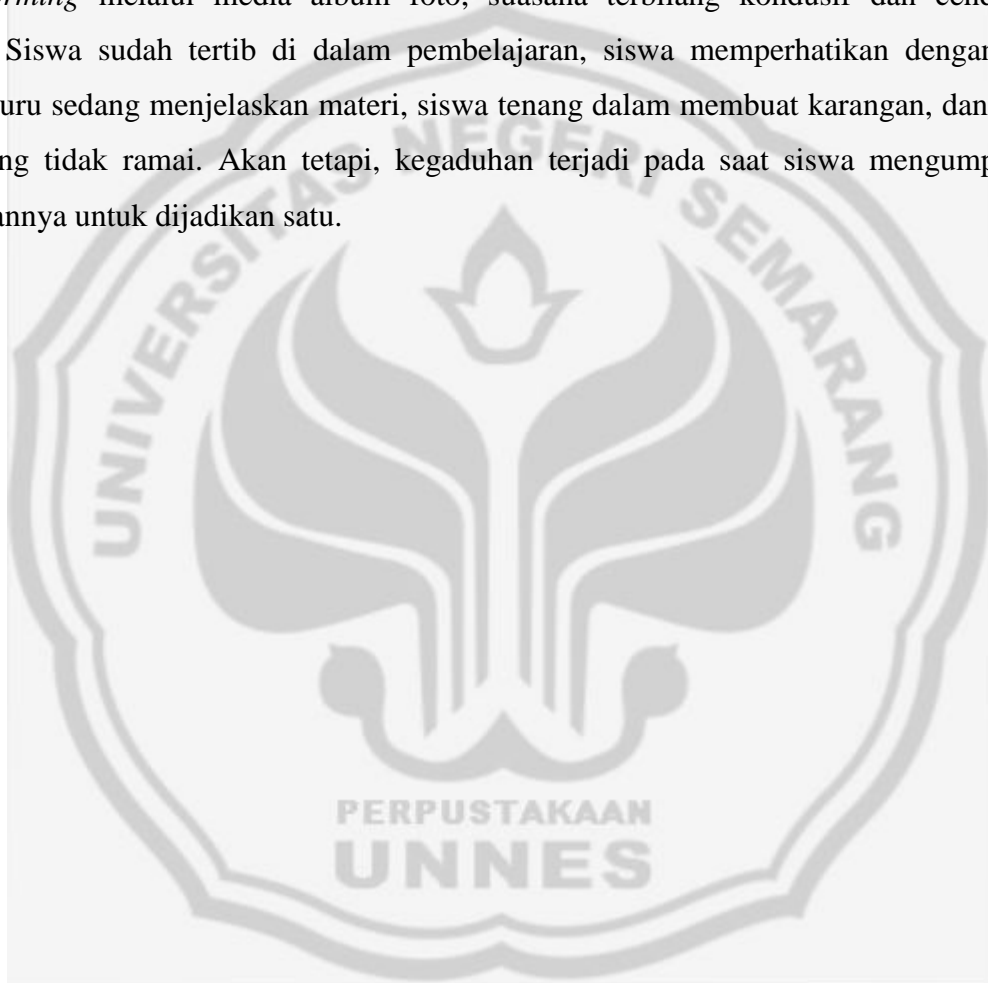 rming melalui media album foto, suasana terbilang kondusif dan cend
Siswa sudah tertib di dalam pembelajaran, siswa memperhatikan dengan
uru sedang menjelaskan materi, siswa tenang dalam membuat karangan, dan
ng tidak ramai. Akan tetapi, kegaduhan terjadi pada saat siswa mengump
annya untuk dijadikan satu.
UNIVERSITAS NEGERI SEMARANG
PERPUSTAKAAN
UNNES